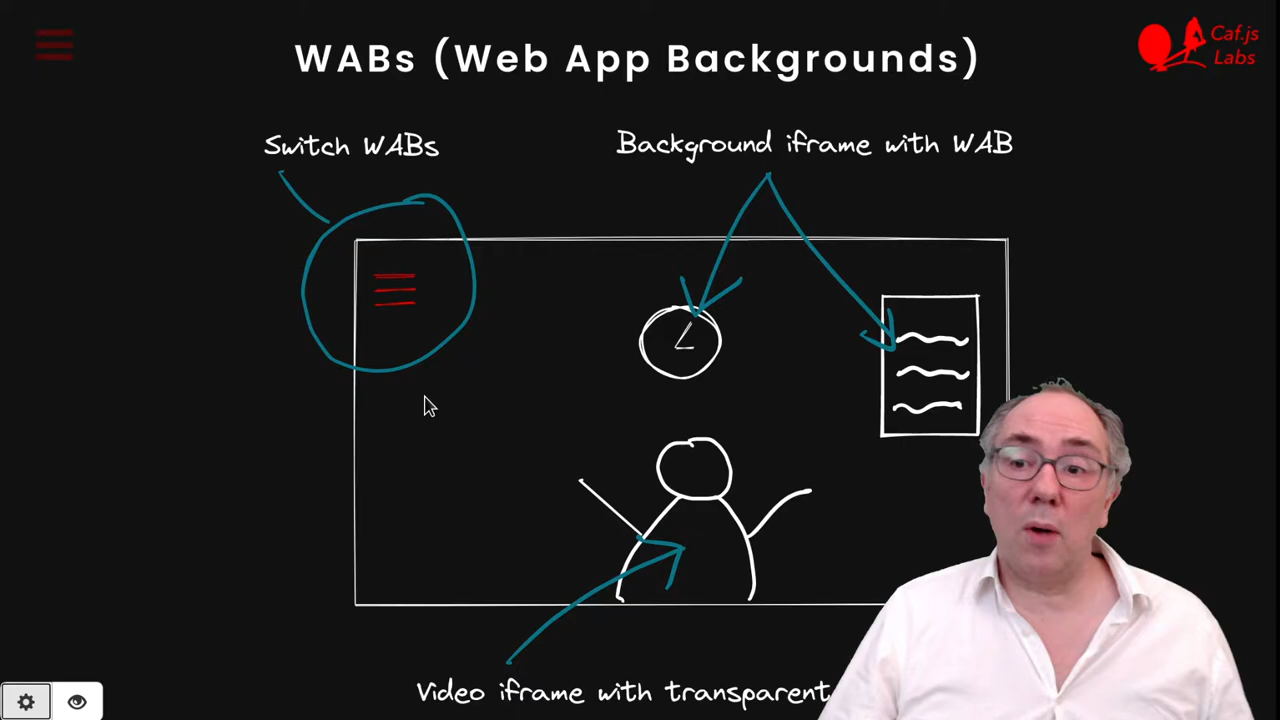 WABs (Web App Backgrounds)
Caf.js
Labs
Switch WABs
Background iframe with WAB
Video iframe with transparent